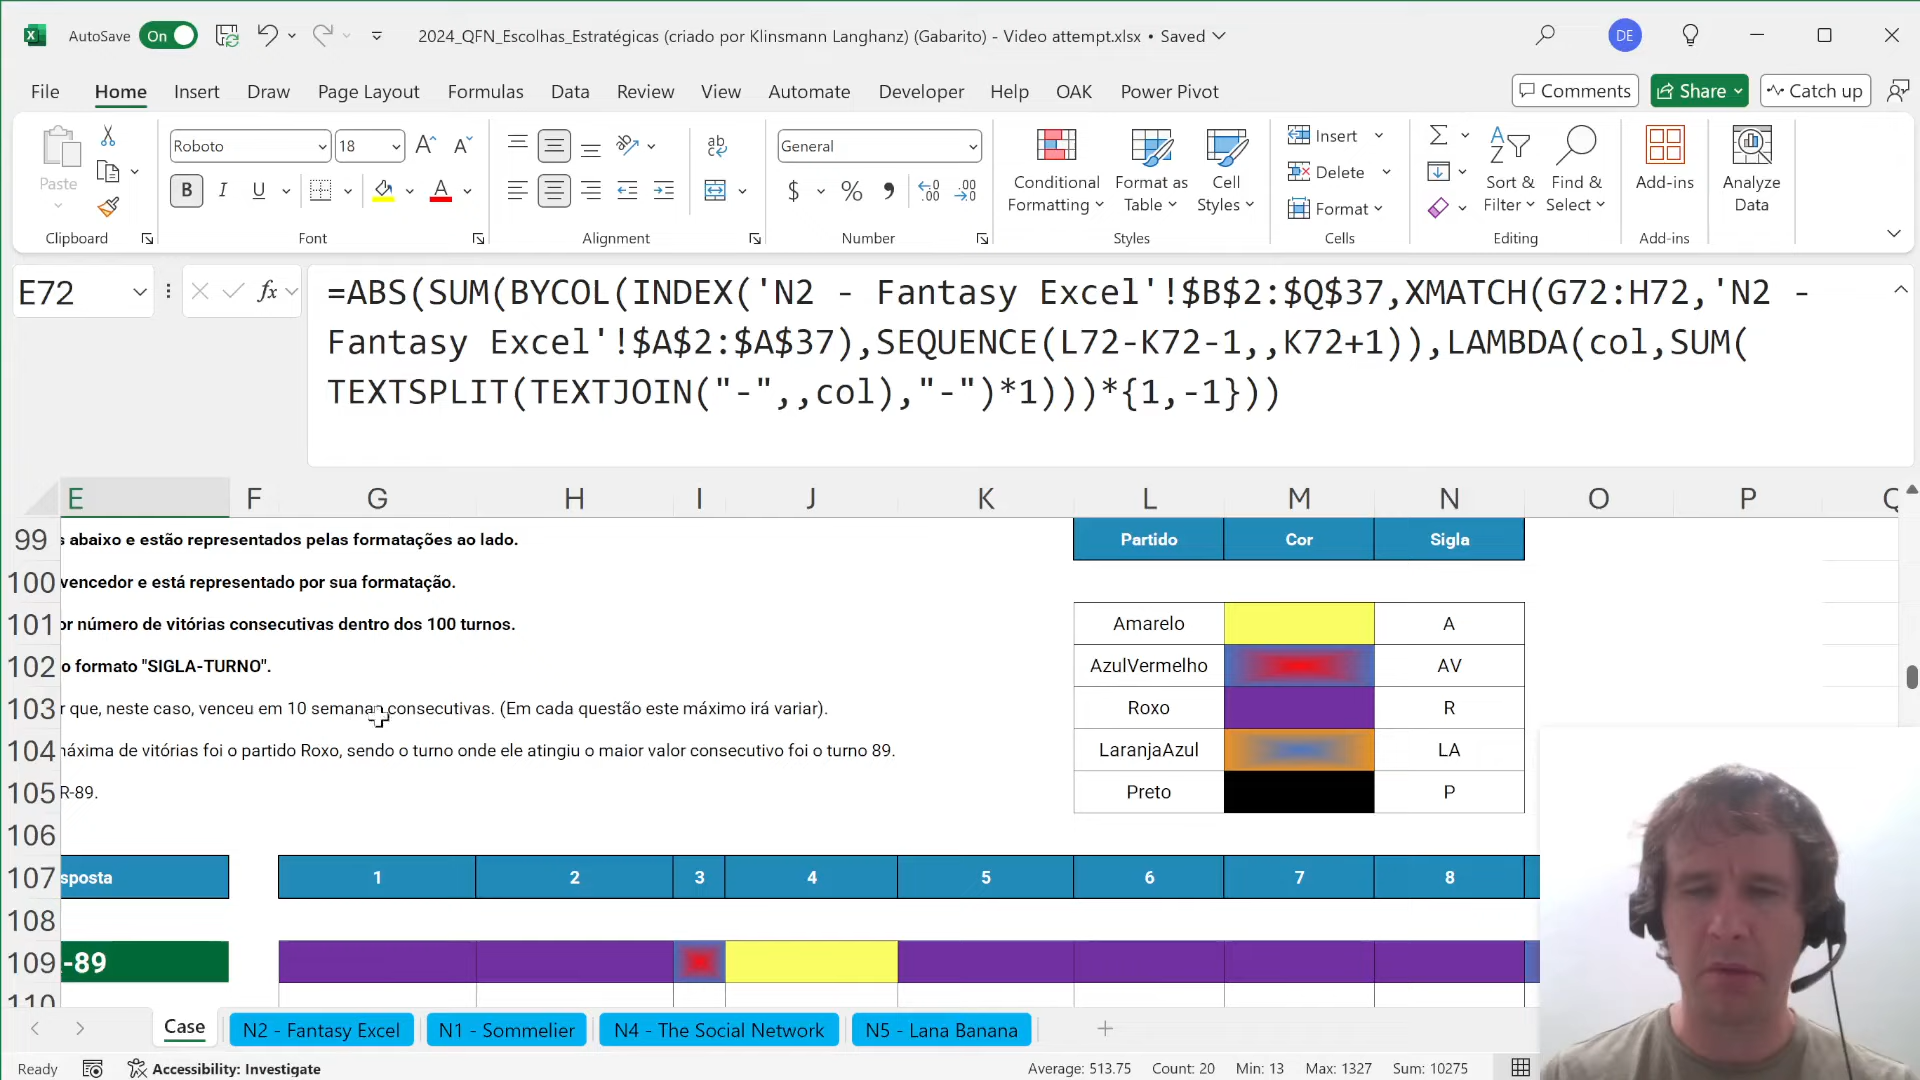 AutoSave On 2024_QFN_Escolhas_Estratégicas (criado por Klinsmann Langhanz) (Gabarito) - Video attempt.xlsx • Saved DE
File Home Insert Draw Page Layout Formulas Data Review View Automate Developer Help OAK Power Pivot Comments Share Catch up
Paste
Roboto 18
B I U
ab
General
$ % 9
Conditional Formatting
Format as Table
Cell Styles
Insert
Delete
Format
Sort & Filter
Find & Select
Add-ins
Analyze Data
Clipboard Font Alignment Number Styles Cells Editing Add-ins
E72 fx =ABS(SUM(BYCOL(INDEX('N2 - Fantasy Excel'!$B$2:$Q$37,XMATCH(G72:H72,'N2 -
Fantasy Excel'!$A$2:$A$37),SEQUENCE(L72-K72-1,,K72+1)),LAMBDA(col,SUM(
TEXTSPLIT(TEXTJOIN("-",,col),"-")*1)))*{1,-1}))
E F G H I J K L M N O P Q
99 s abaixo e estão representados pelas formatações ao lado. Partido Cor Sigla
100 vencedor e está representado por sua formatação.
101 or número de vitórias consecutivas dentro dos 100 turnos. Amarelo A
102 o formato "SIGLA-TURNO". AzulVermelho AV
103 r que, neste caso, venceu em 10 semanas consecutivas. (Em cada questão este máximo irá variar). Roxo R
104 máxima de vitórias foi o partido Roxo, sendo o turno onde ele atingiu o maior valor consecutivo foi o turno 89. LaranjaAzul LA
105 R-89. Preto P
106
107 sposta 1 2 3 4 5 6 7 8
108
109 -89
110
Case N2 - Fantasy Excel N1 - Sommelier N4 - The Social Network N5 - Lana Banana
Ready Accessibility: Investigate Average: 513.75 Count: 20 Min: 13 Max: 1327 Sum: 10275